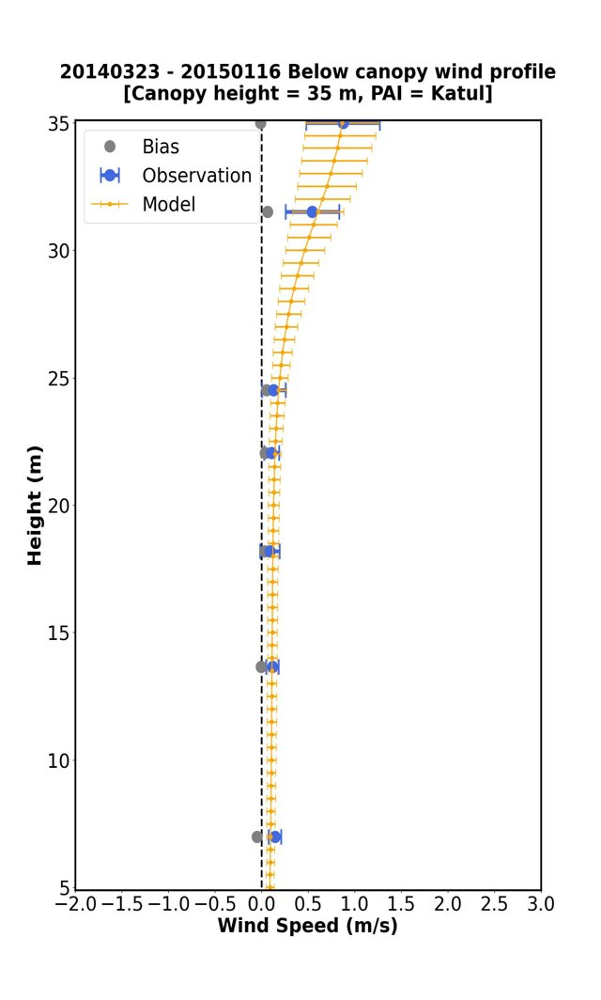 20140323 - 20150116 Below canopy wind profile
[Canopy height = 35 m, PAI = Katul]
Bias
Observation
Model
35
30
25
20
15
10
5
Height (m)
−2.0 −1.5 −1.0 −0.5 0.0 0.5 1.0 1.5 2.0 2.5 3.0
Wind Speed (m/s)